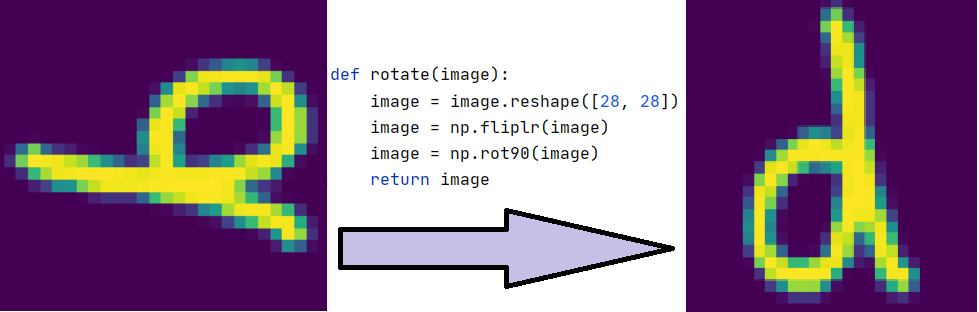 def rotate(image):
    image = image.reshape([28, 28])
    image = np.fliplr(image)
    image = np.rot90(image)
    return image
d